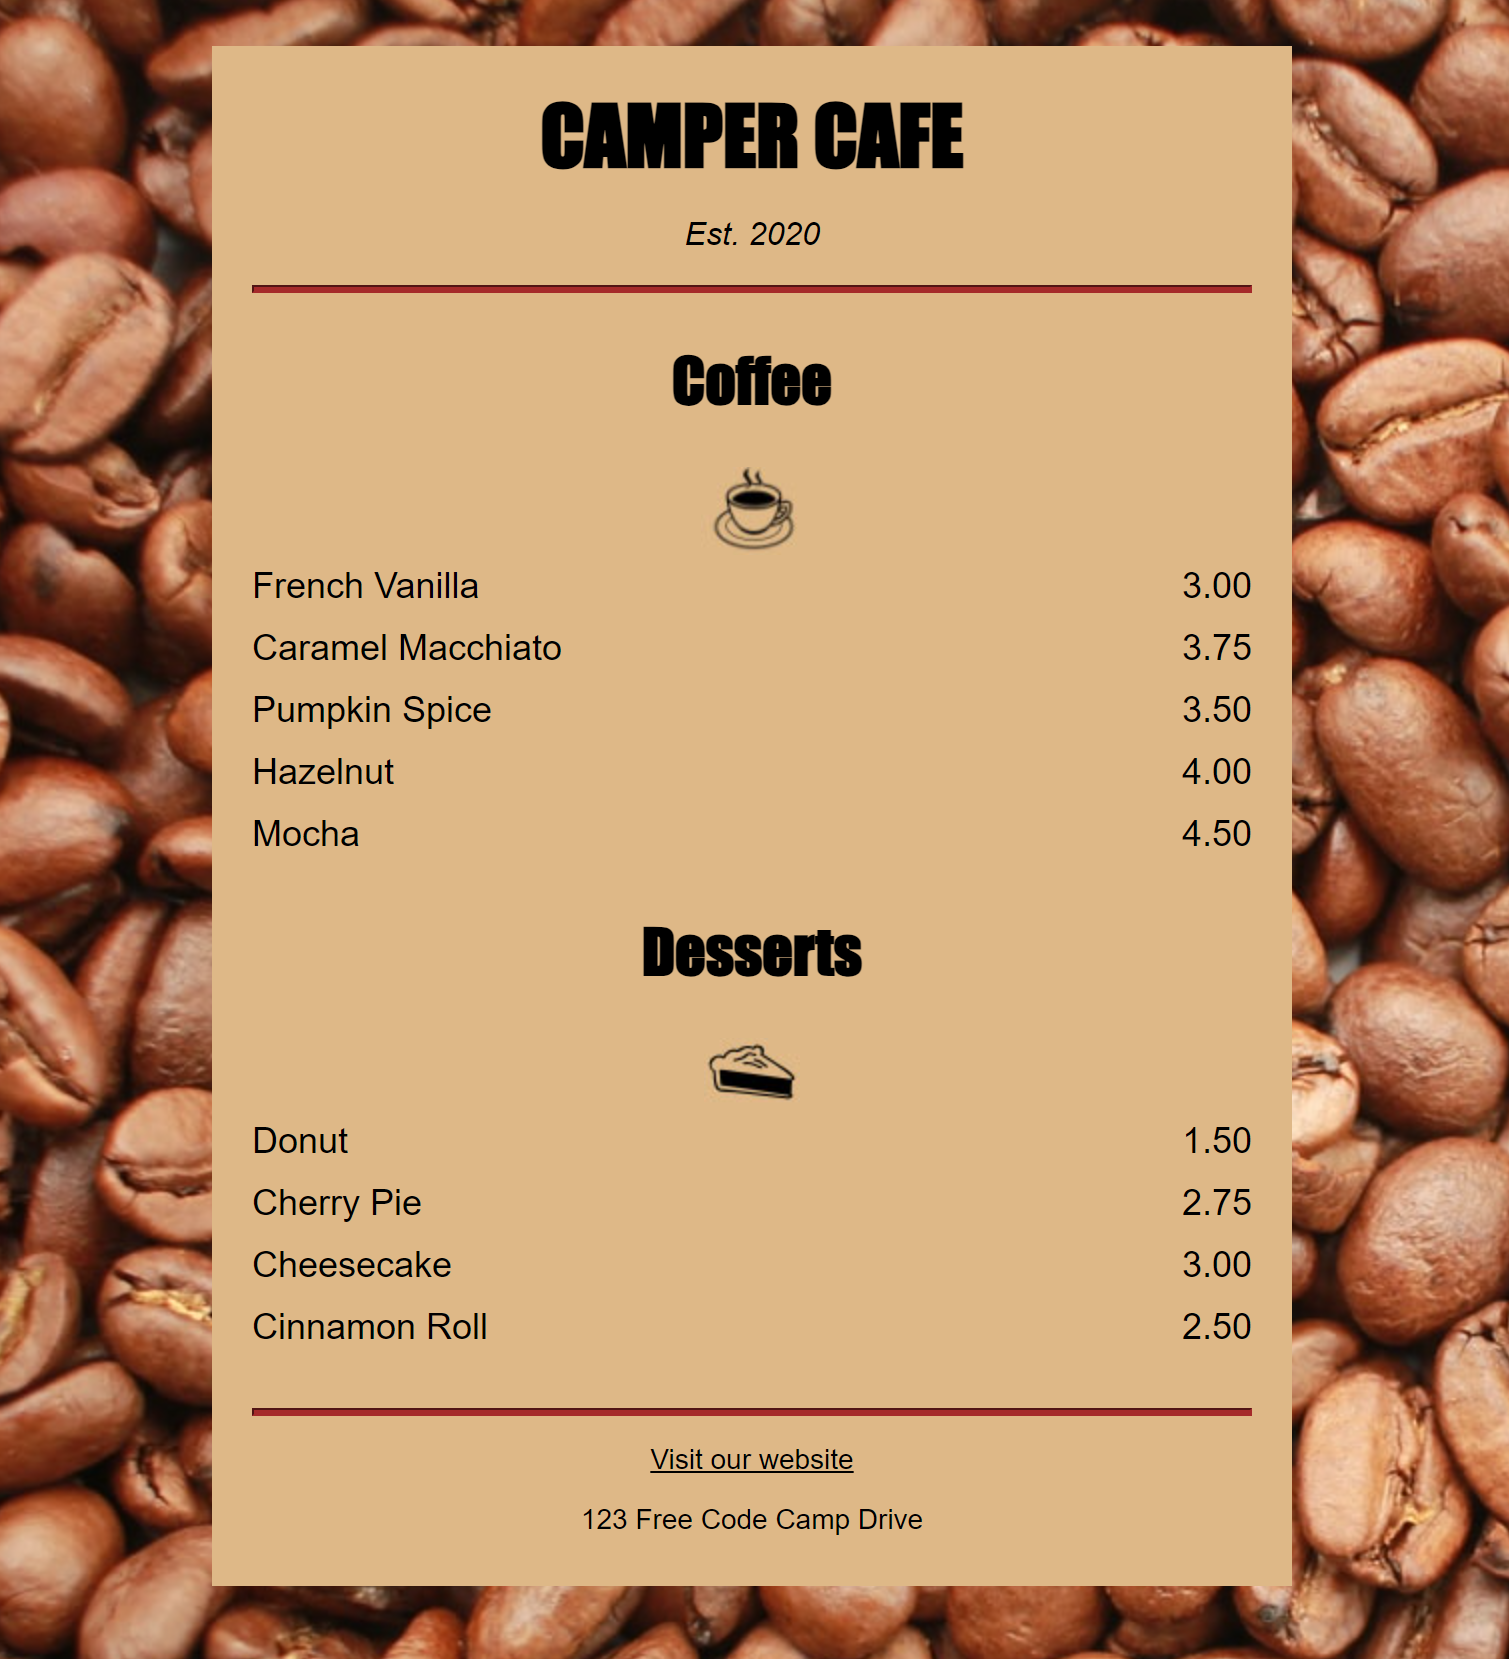 CAMPER CAFE
Est. 2020
Coffee
French Vanilla 3.00
Caramel Macchiato 3.75
Pumpkin Spice 3.50
Hazelnut 4.00
Mocha 4.50
Desserts
Donut 1.50
Cherry Pie 2.75
Cheesecake 3.00
Cinnamon Roll 2.50
Visit our website
123 Free Code Camp Drive